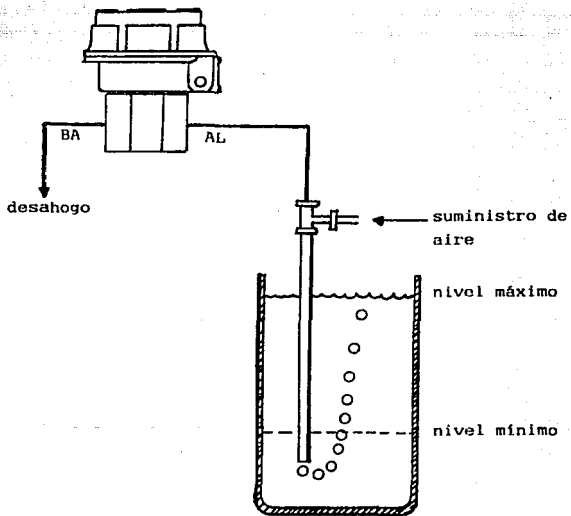 BA
AL
desahogo
suministro de
aire
nivel máximo
nivel mínimo